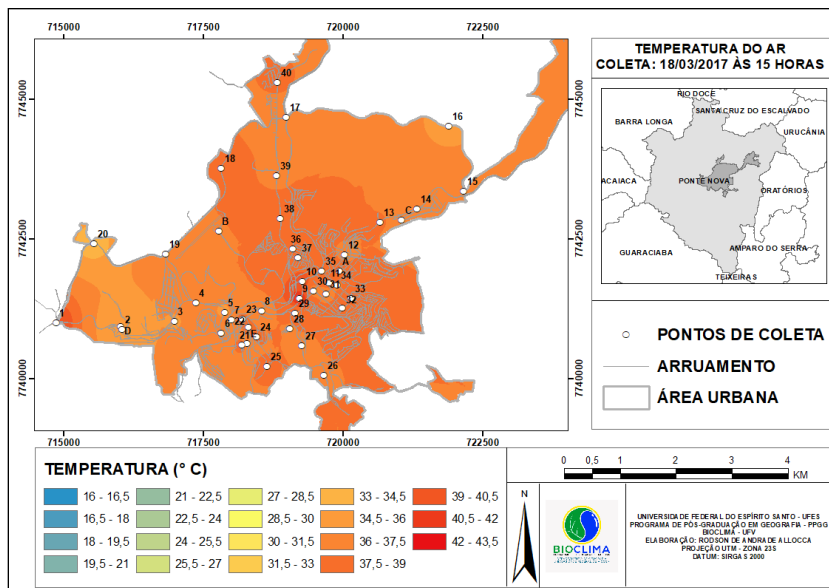 715000 717500 720000 722500
7745000
7742500
7740000
40
17
16
18
39
15
14
C
13
38
B
36
37
12
A
20
19
35
34
10
11
30
31
33
9
32
4
3
5
7
8
29
1
2
D
6
22
23
28
24
21
E
27
25
26
715000 717500 720000 722500
TEMPERATURA DO AR
COLETA: 18/03/2017 ÀS 15 HORAS
RIO DOCE
SANTA CRUZ DO ESCALVADO
BARRA LONGA
URUCÂNIA
ACAIACA
PONTE NOVA
ORATÓRIOS
GUARACIABA
AMPARO DO SERRA
TEIXEIRAS
PONTOS DE COLETA
ARRUAMENTO
ÁREA URBANA
TEMPERATURA (° C)
16 - 16,5
16,5 - 18
18 - 19,5
19,5 - 21
21 - 22,5
22,5 - 24
24 - 25,5
25,5 - 27
27 - 28,5
28,5 - 30
30 - 31,5
31,5 - 33
33 - 34,5
34,5 - 36
36 - 37,5
37,5 - 39
39 - 40,5
40,5 - 42
42 - 43,5
0 0,5 1 2 3 4
KM
N
BIOCLIMA
UNIVERSIDADE FEDERAL DO ESPÍRITO SANTO - UFES
PROGRAMA DE PÓS-GRADUAÇÃO EM GEOGRAFIA - PPGG
BIOCLIMA - UFV
ELABORAÇÃO: RODSON DE ANDRADE ALLOCCA
PROJEÇÃO UTM - ZONA 23S
DATUM: SIRGAS 2000